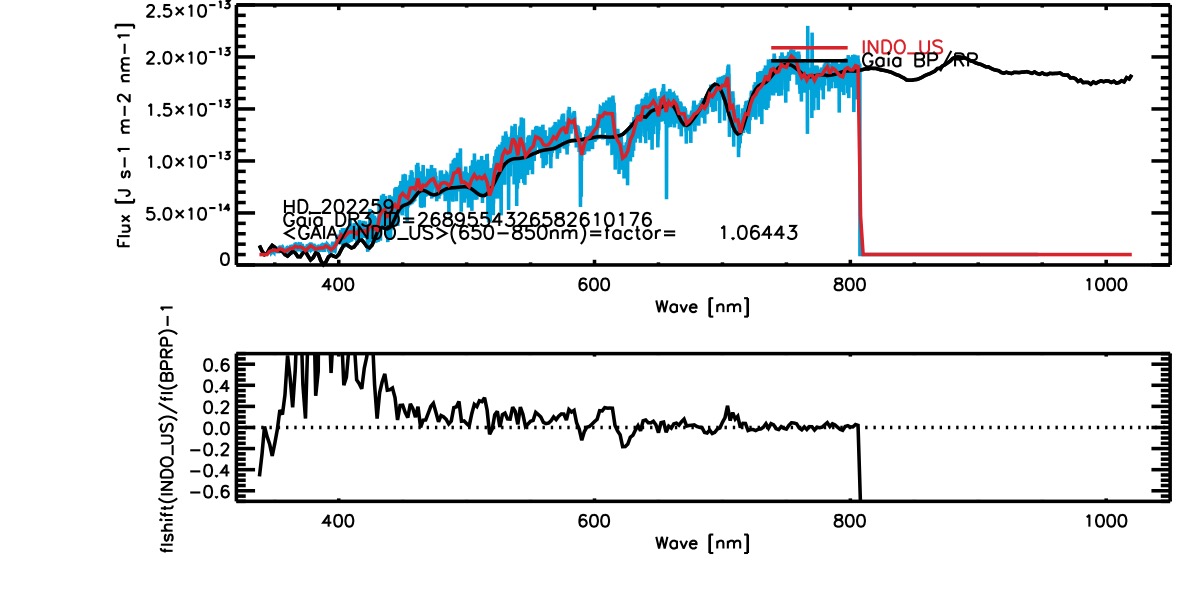 2.5×10−13
2.0×10−13
1.5×10−13
1.0×10−13
5.0×10−14
0
Flux [J s−1 m−2 nm−1]
INDO_US
Gaia BP/RP
HD_202259
Gaia DR3 ID=2689554326582610176
<GAIA/INDO_US>(650−850nm)=factor= 1.06443
400 600 800 1000
Wave [nm]
flshift(INDO_US)/fl(BPRP)−1
0.6
0.4
0.2
0.0
−0.2
−0.4
−0.6
400 600 800 1000
Wave [nm]